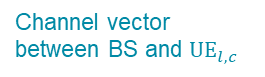 Channel vector
between BS and UE_{l,c}